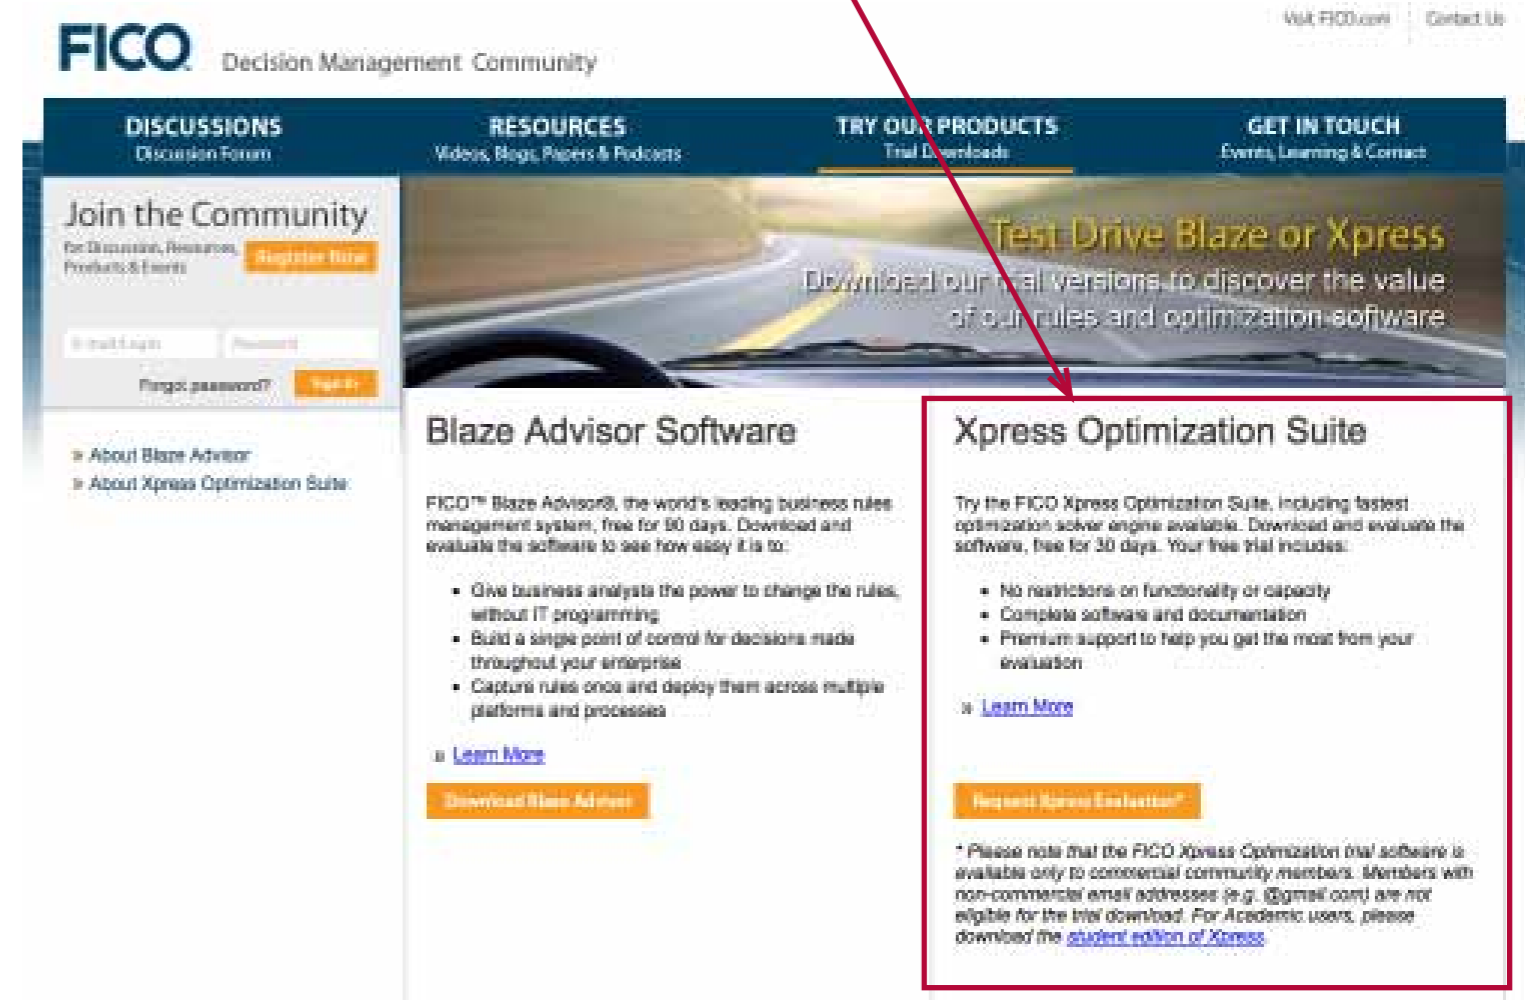 Visit FICO.com
Contact Us
FICO
Decision Management Community
DISCUSSIONS
Discussion Forum
RESOURCES
Videos, Blogs, Papers & Podcasts
TRY OUR PRODUCTS
Trial Downloads
GET IN TOUCH
Events, Learning & Contact
Join the Community
For Discussion, Resources,
Products & Events
Register Now
E-mail/Login
Password
Forgot password?
Sign In
» About Blaze Advisor
» About Xpress Optimization Suite
Test Drive Blaze or Xpress
Download our trial versions to discover the value
of our rules and optimization software
Blaze Advisor Software
FICO™ Blaze Advisor®, the world's leading business rules
management system, free for 90 days. Download and
evaluate the software to see how easy it is to:
• Give business analysts the power to change the rules,
without IT programming
• Build a single point of control for decisions made
throughout your enterprise
• Capture rules once and deploy them across multiple
platforms and processes
» Learn More
Download Blaze Advisor
Xpress Optimization Suite
Try the FICO Xpress Optimization Suite, including fastest
optimization solver engine available. Download and evaluate the
software, free for 30 days. Your free trial includes:
• No restrictions on functionality or capacity
• Complete software and documentation
• Premium support to help you get the most from your
evaluation
» Learn More
Request Xpress Evaluation*
* Please note that the FICO Xpress Optimization trial software is
available only to commercial community members. Members with
non-commercial email addresses (e.g. @gmail.com) are not
eligible for the trial download. For Academic users, please
download the student edition of Xpress.